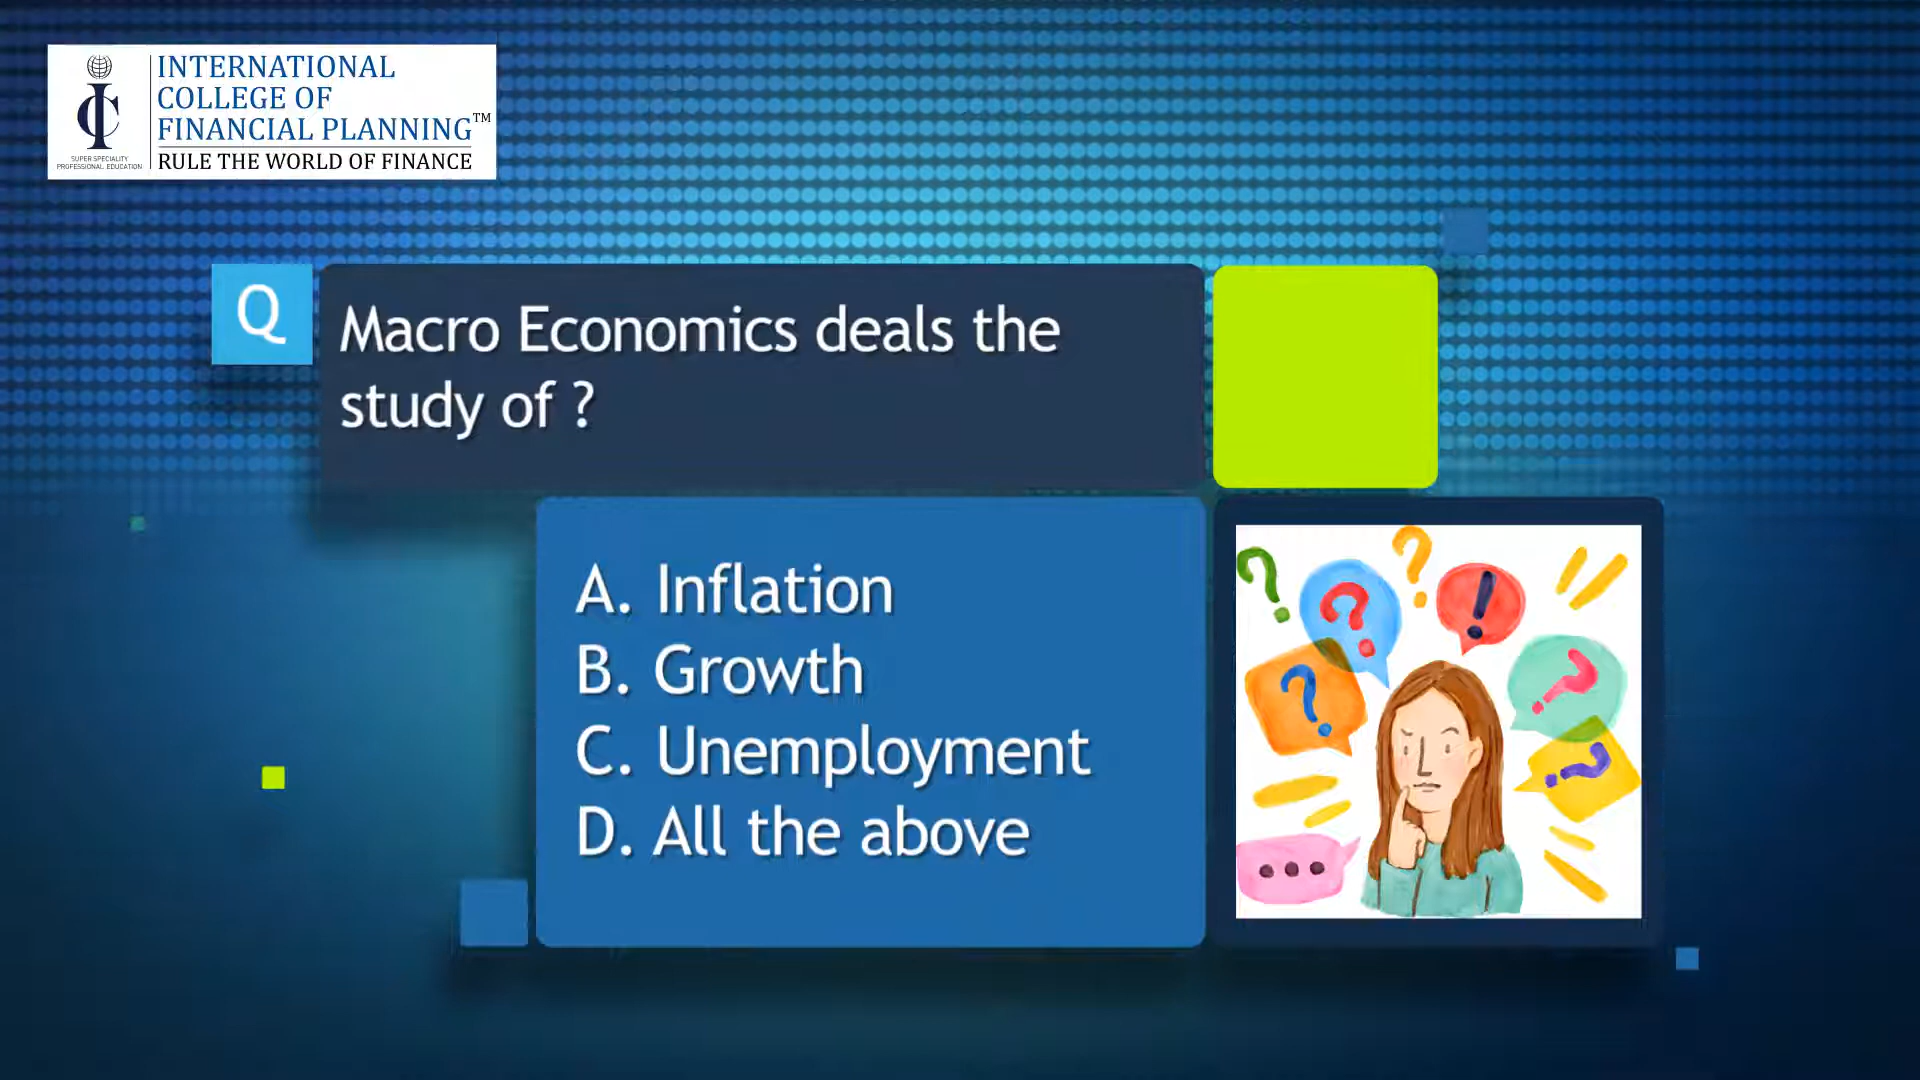 INTERNATIONAL
COLLEGE OF
FINANCIAL PLANNING™
RULE THE WORLD OF FINANCE
SUPER SPECIALITY
PROFESSIONAL EDUCATION
Q
Macro Economics deals the
study of ?
A. Inflation
B. Growth
C. Unemployment
D. All the above